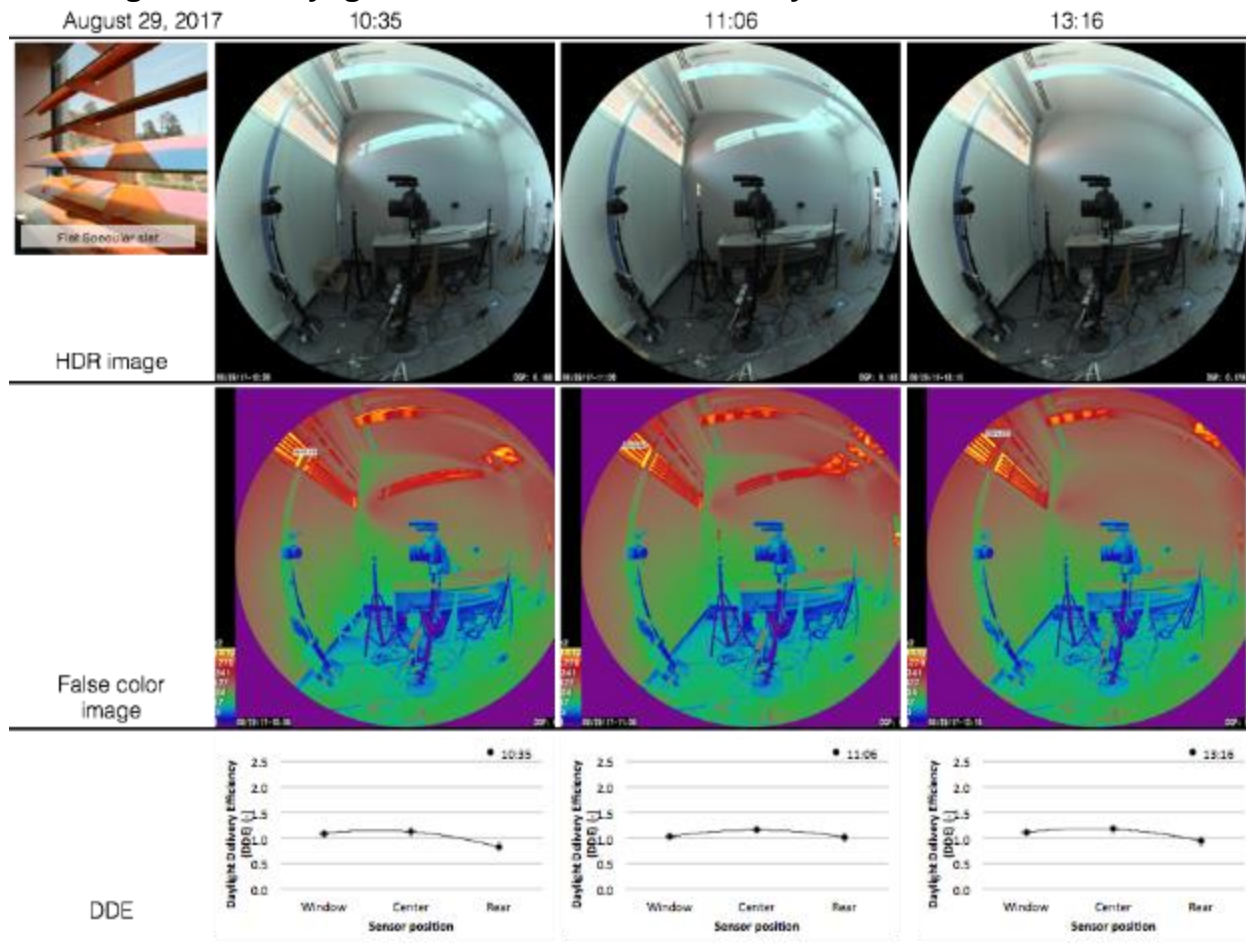 August 29, 2017 10:35 11:06 13:16
Flat Specular slat
HDR image
False color
image
DDE
Daylight Delivery Efficiency
(DDE) (-)
2.5
2.0
1.5
1.0
0.5
0.0
10:35
Window Center Rear
Sensor position
Daylight Delivery Efficiency
(DDE) (-)
2.5
2.0
1.5
1.0
0.5
0.0
11:06
Window Center Rear
Sensor position
Daylight Delivery Efficiency
(DDE) (-)
2.5
2.0
1.5
1.0
0.5
0.0
13:16
Window Center Rear
Sensor position